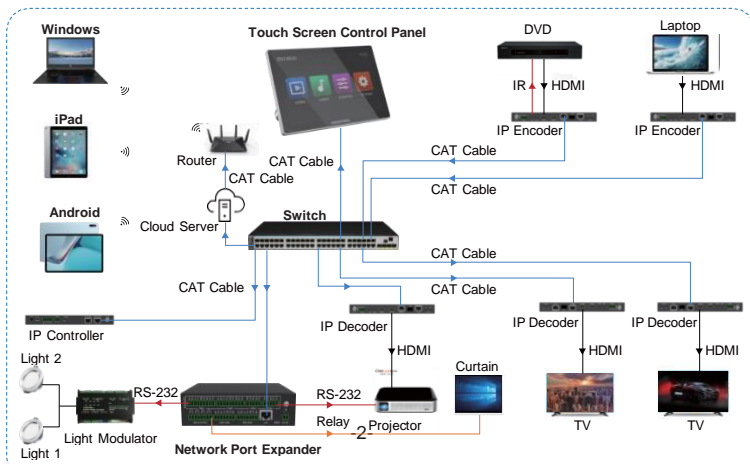 Windows
Touch Screen Control Panel
DVD
Laptop
IR
HDMI
HDMI
iPad
IP Encoder
IP Encoder
Router
CAT Cable
CAT Cable
CAT Cable
CAT Cable
Android
Cloud Server
Switch
CAT Cable
CAT Cable
CAT Cable
IP Controller
IP Decoder
IP Decoder
IP Decoder
Light 2
HDMI
HDMI
HDMI
Curtain
RS-232
RS-232
Light 1
Light Modulator
Relay
-2-
Projector
TV
TV
Network Port Expander